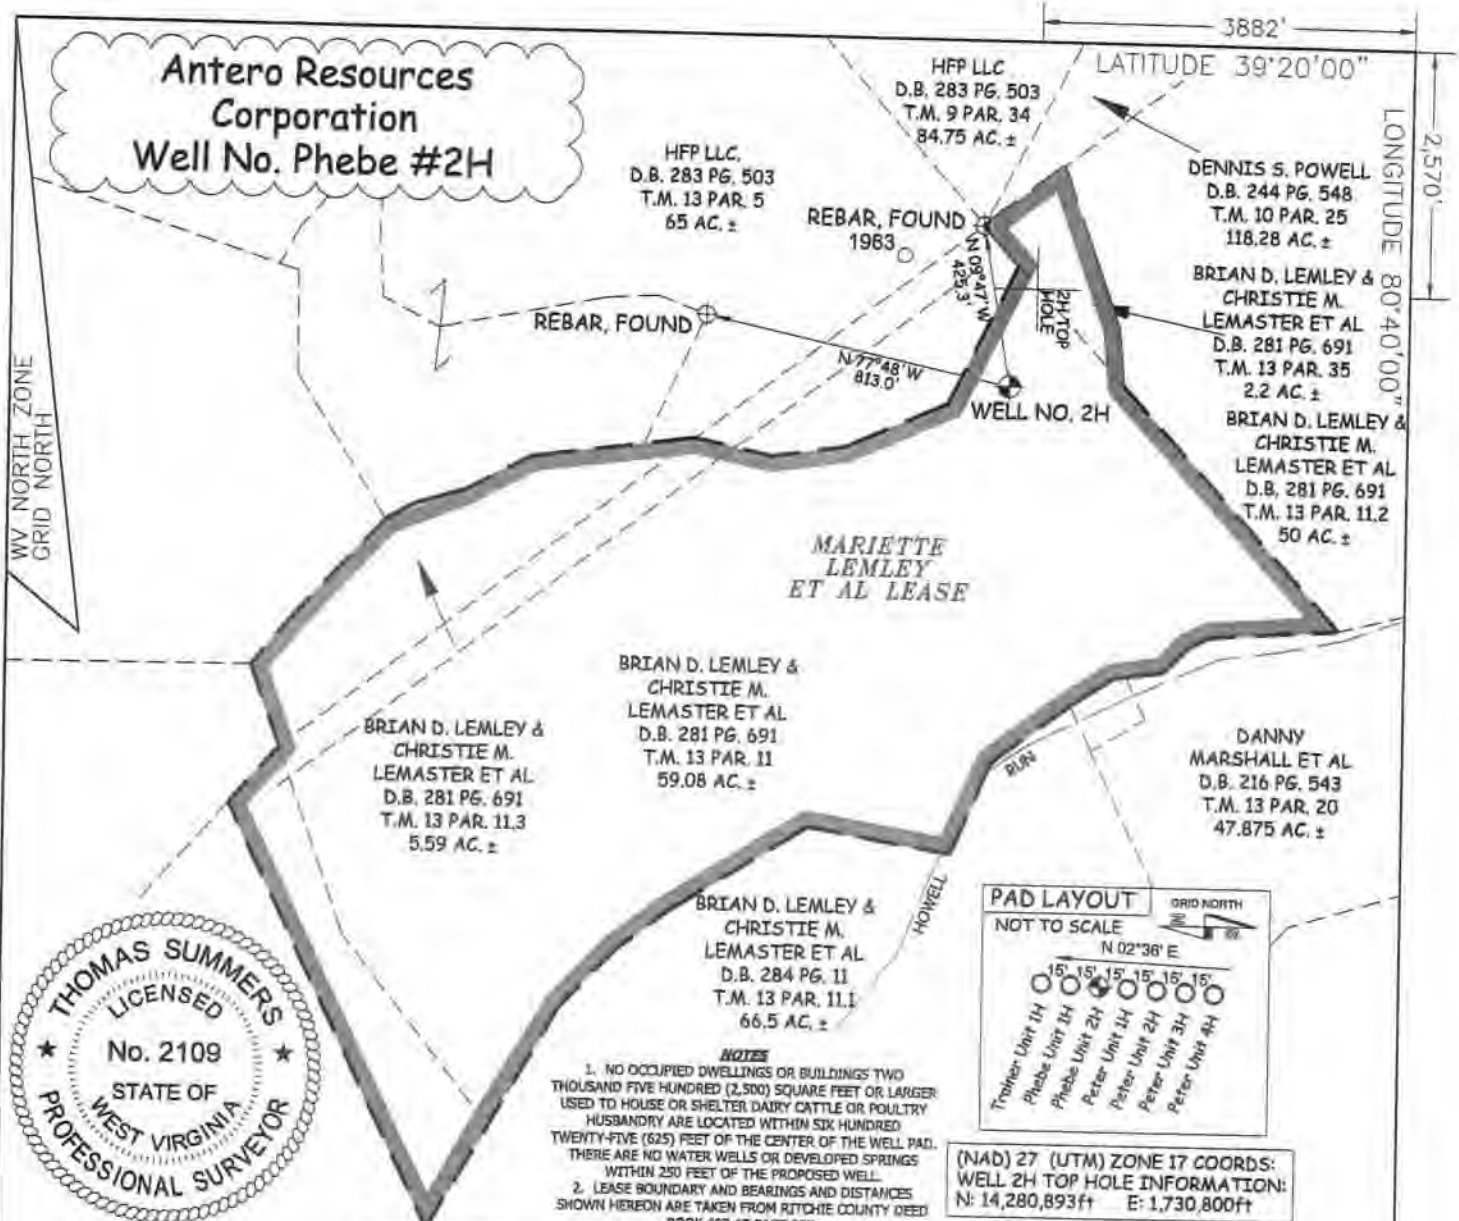 3882'
LATITUDE 39°20'00"
2,570'
LONGITUDE 80°40'00"
Antero Resources
Corporation
Well No. Phebe #2H
WV NORTH ZONE
GRID NORTH
HFP LLC
D.B. 283 PG. 503
T.M. 9 PAR. 34
84.75 AC. ±
HFP LLC.
D.B. 283 PG. 503
T.M. 13 PAR. 5
65 AC. ±
DENNIS S. POWELL
D.B. 244 PG. 548
T.M. 10 PAR. 25
118.28 AC. ±
REBAR, FOUND
1983
REBAR, FOUND
N 09°47' W
425.3'
2H TOP
HOLE
N 77°48' W
813.0'
WELL NO. 2H
BRIAN D. LEMLEY &
CHRISTIE M.
LEMASTER ET AL
D.B. 281 PG. 691
T.M. 13 PAR. 35
2.2 AC. ±
BRIAN D. LEMLEY &
CHRISTIE M.
LEMASTER ET AL
D.B. 281 PG. 691
T.M. 13 PAR. 11.2
50 AC. ±
MARIETTE
LEMLEY
ET AL LEASE
BRIAN D. LEMLEY &
CHRISTIE M.
LEMASTER ET AL
D.B. 281 PG. 691
T.M. 13 PAR. 11
59.08 AC. ±
BRIAN D. LEMLEY &
CHRISTIE M.
LEMASTER ET AL
D.B. 281 PG. 691
T.M. 13 PAR. 11.3
5.59 AC. ±
DANNY
MARSHALL ET AL
D.B. 216 PG. 543
T.M. 13 PAR. 20
47.875 AC. ±
RUN
HOWELL
BRIAN D. LEMLEY &
CHRISTIE M.
LEMASTER ET AL
D.B. 284 PG. 11
T.M. 13 PAR. 11.1
66.5 AC. ±
THOMAS SUMMERS
LICENSED
No. 2109
STATE OF
WEST VIRGINIA
PROFESSIONAL SURVEYOR
NOTES
1. NO OCCUPIED DWELLINGS OR BUILDINGS TWO
THOUSAND FIVE HUNDRED (2,500) SQUARE FEET OR LARGER
USED TO HOUSE OR SHELTER DAIRY CATTLE OR POULTRY
HUSBANDRY ARE LOCATED WITHIN SIX HUNDRED
TWENTY-FIVE (625) FEET OF THE CENTER OF THE WELL PAD.
THERE ARE NO WATER WELLS OR DEVELOPED SPRINGS
WITHIN 250 FEET OF THE PROPOSED WELL.
2. LEASE BOUNDARY AND BEARINGS AND DISTANCES
SHOWN HEREON ARE TAKEN FROM RITCHIE COUNTY DEED
PAD LAYOUT
GRID NORTH
NOT TO SCALE
N 02°36' E
15' 15' 15' 15' 15' 15'
Trainer Unit 1H
Phebe Unit 1H
Phebe Unit 2H
Peter Unit 1H
Peter Unit 2H
Peter Unit 3H
Peter Unit 4H
(NAD) 27 (UTM) ZONE 17 COORDS:
WELL 2H TOP HOLE INFORMATION:
N: 14,280,893ft E: 1,730,800ft